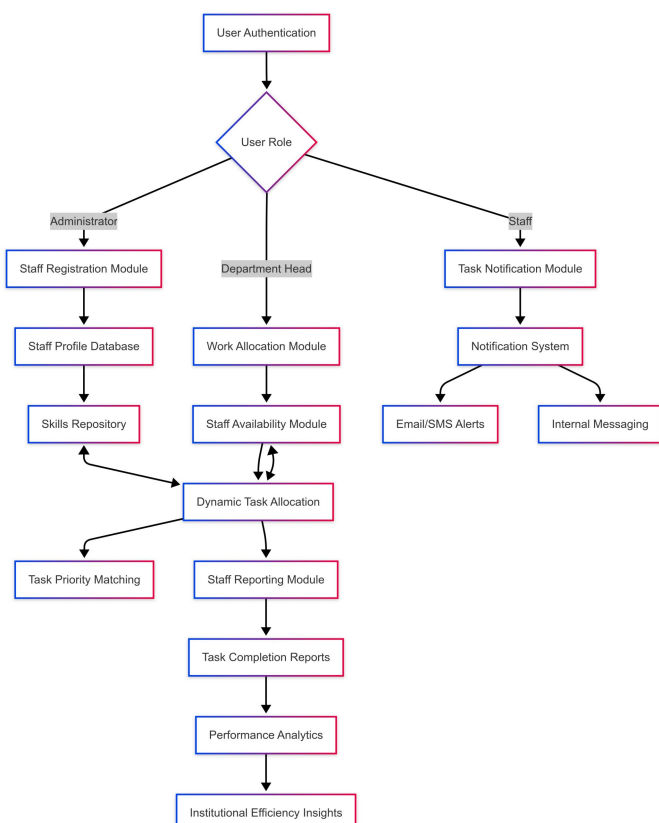 User Authentication
User Role
Administrator
Staff
Staff Registration Module
Department Head
Task Notification Module
Staff Profile Database
Work Allocation Module
Notification System
Skills Repository
Staff Availability Module
Email/SMS Alerts
Internal Messaging
Dynamic Task Allocation
Task Priority Matching
Staff Reporting Module
Task Completion Reports
Performance Analytics
Institutional Efficiency Insights